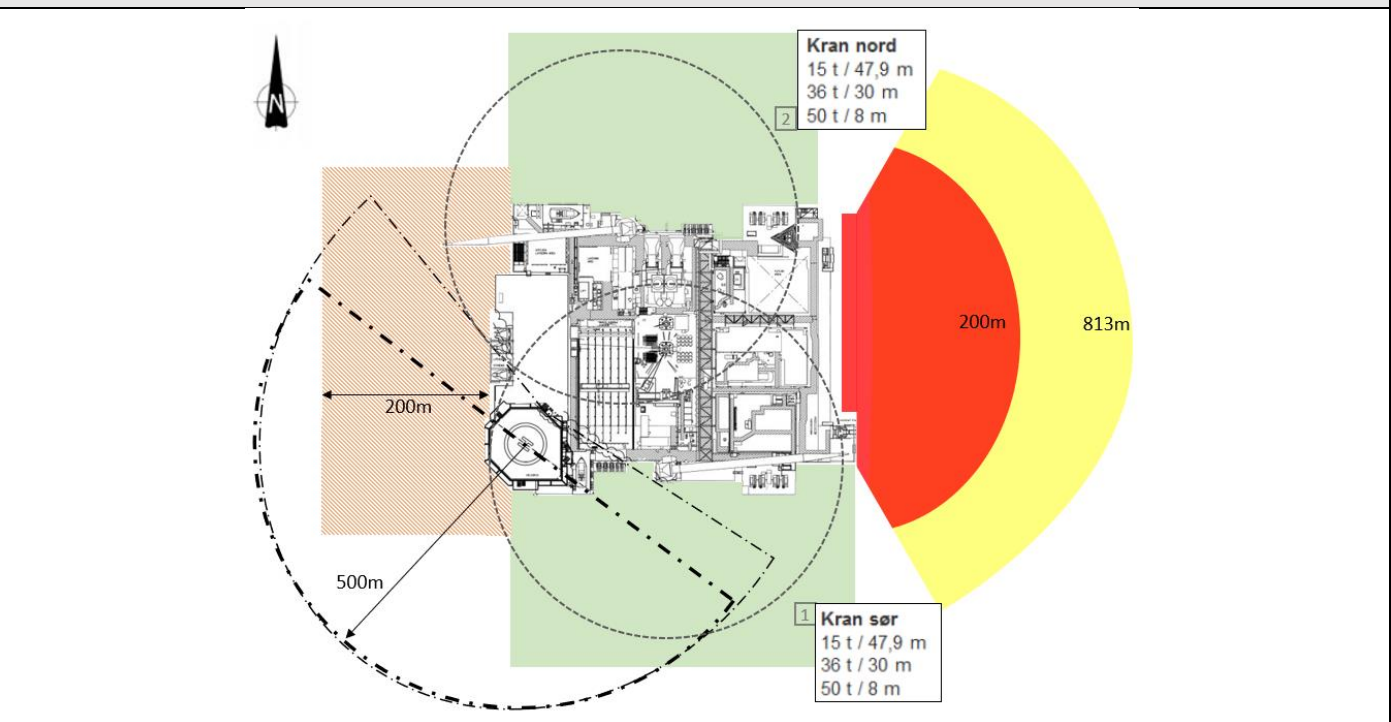 N
Kran nord
15 t / 47,9 m
36 t / 30 m
50 t / 8 m
2
200m
813m
200m
500m
1
Kran sør
15 t / 47,9 m
36 t / 30 m
50 t / 8 m